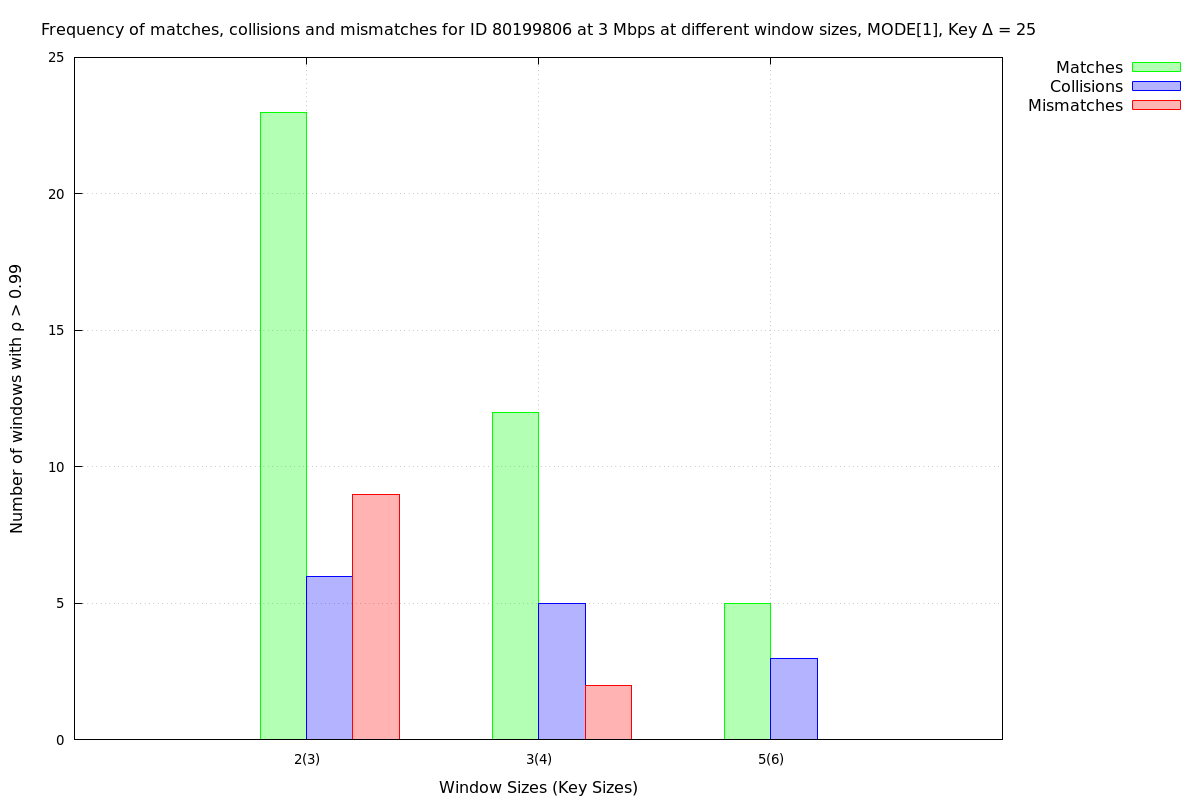 Frequency of matches, collisions and mismatches for ID 80199806 at 3 Mbps at different window sizes, MODE[1], Key Δ = 25
Matches
Collisions
Mismatches
Number of windows with ρ > 0.99
25
20
15
10
5
0
2(3)
3(4)
5(6)
Window Sizes (Key Sizes)